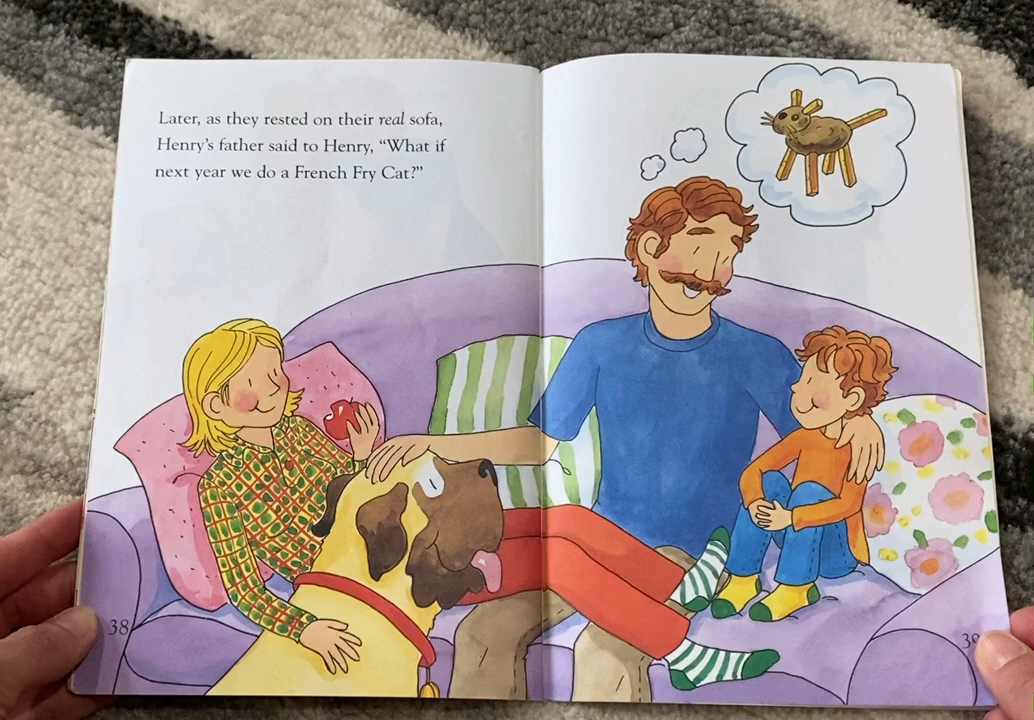 Later, as they rested on their real sofa,
Henry's father said to Henry, “What if
next year we do a French Fry Cat?”
38